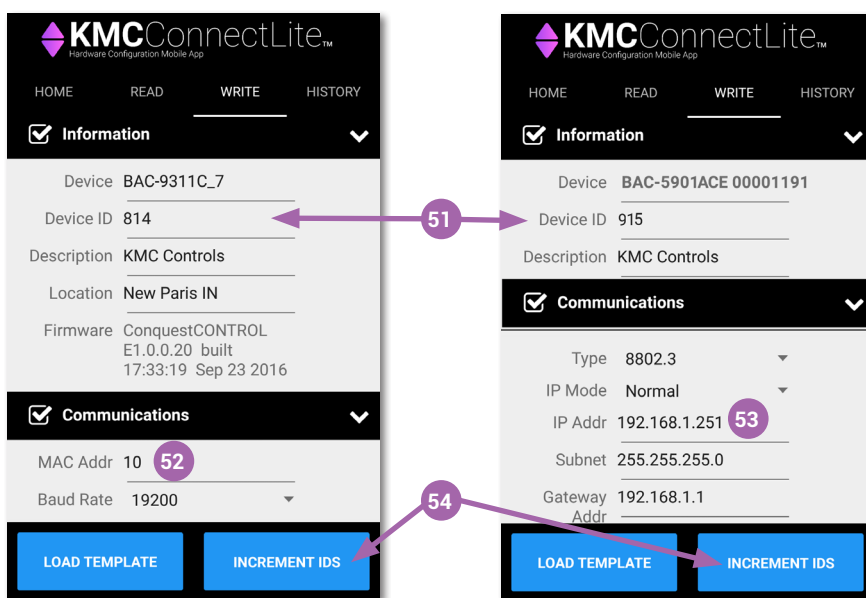 KMCConnectLite™
Hardware Configuration Mobile App
HOME READ WRITE HISTORY
Information
Device BAC-9311C_7
Device ID 814
Description KMC Controls
Location New Paris IN
Firmware ConquestCONTROL
E1.0.0.20 built
17:33:19 Sep 23 2016
Communications
MAC Addr 10 52
Baud Rate 19200
LOAD TEMPLATE INCREMENT IDS
51
54
KMCConnectLite™
Hardware Configuration Mobile App
HOME READ WRITE HISTORY
Information
Device BAC-5901ACE 00001191
Device ID 915
Description KMC Controls
Communications
Type 8802.3
IP Mode Normal
IP Addr 192.168.1.251 53
Subnet 255.255.255.0
Gateway 192.168.1.1
Addr
LOAD TEMPLATE INCREMENT IDS